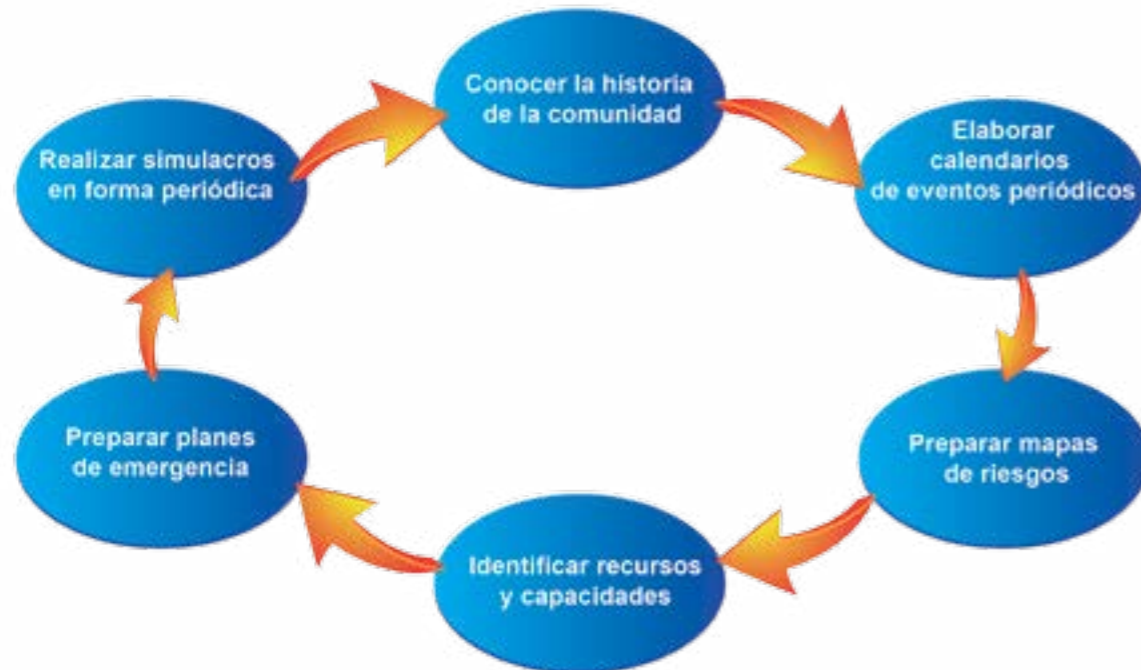 Conocer la historia
de la comunidad
Elaborar
calendarios
de eventos periódicos
Preparar mapas
de riesgos
Identificar recursos
y capacidades
Preparar planes
de emergencia
Realizar simulacros
en forma periódica